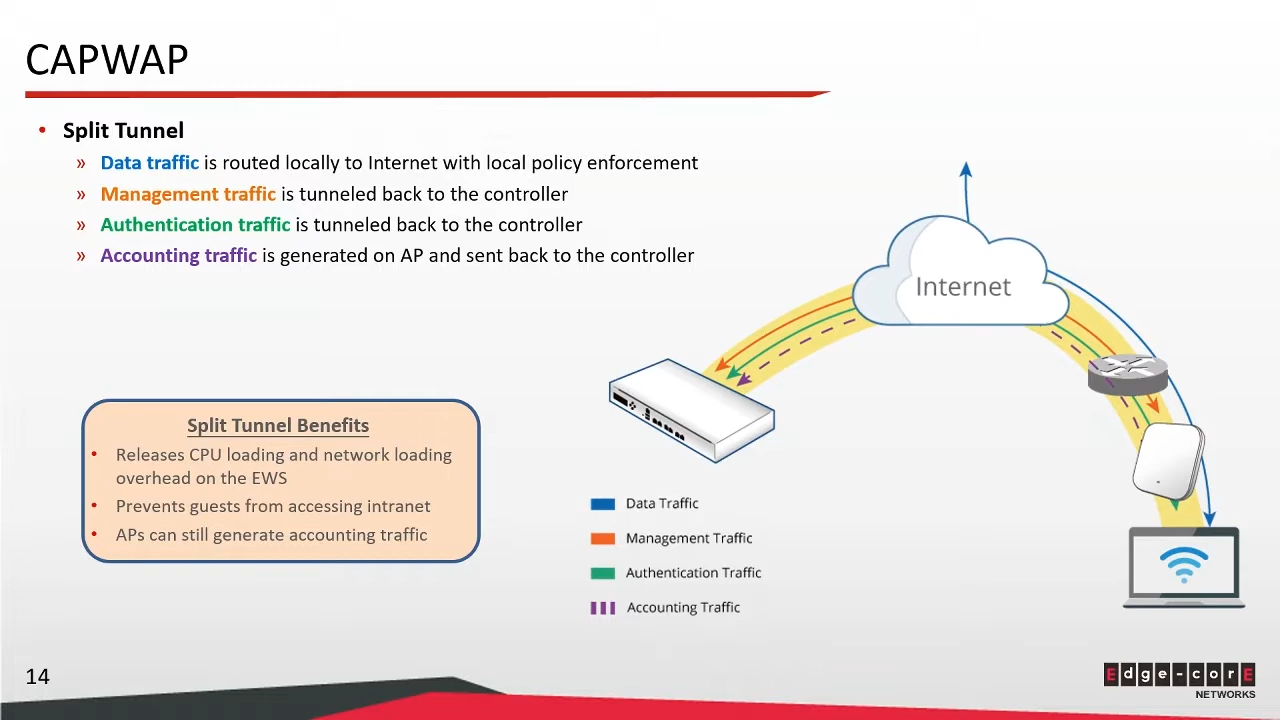 CAPWAP
• Split Tunnel
» Data traffic is routed locally to Internet with local policy enforcement
» Management traffic is tunneled back to the controller
» Authentication traffic is tunneled back to the controller
» Accounting traffic is generated on AP and sent back to the controller
Internet
Split Tunnel Benefits
• Releases CPU loading and network loading
overhead on the EWS
• Prevents guests from accessing intranet
• APs can still generate accounting traffic
Data Traffic
Management Traffic
Authentication Traffic
Accounting Traffic
14
Edge-corE
NETWORKS